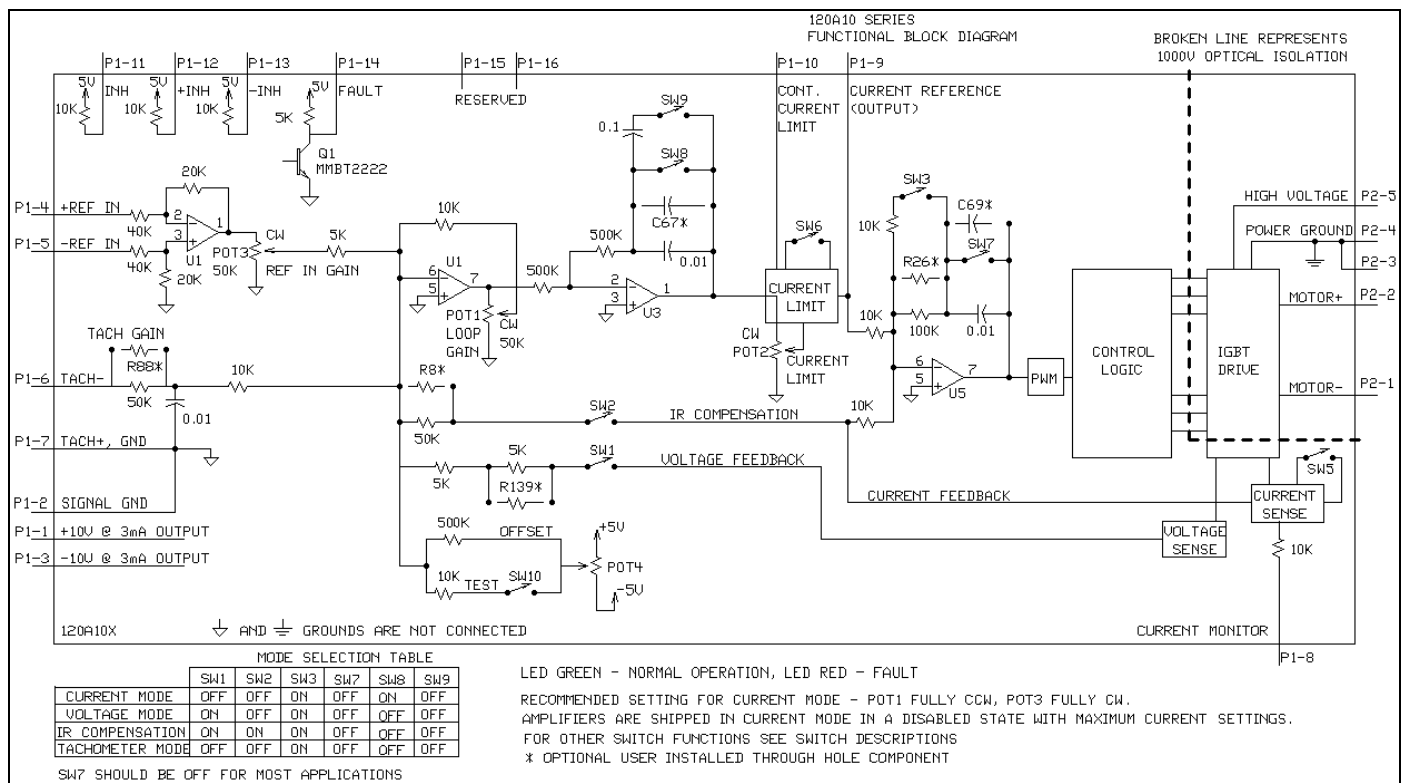 120A10 SERIES
FUNCTIONAL BLOCK DIAGRAM
BROKEN LINE REPRESENTS
1000V OPTICAL ISOLATION
P1-11
P1-12
P1-13
P1-14
P1-15
P1-16
P1-10
P1-9
5V
INH
10K
5V
+INH
10K
5V
-INH
10K
5V
FAULT
5K
RESERVED
CONT.
CURRENT
LIMIT
CURRENT REFERENCE
(OUTPUT)
Q1
MMBT2222
SW9
0.1
SW8
C67*
0.01
500K
20K
P1-4
+REF IN
40K
2
3
1
U1
P1-5
-REF IN
40K
20K
CW
POT3
50K
REF IN GAIN
5K
10K
6
5
7
U1
POT1
LOOP
GAIN
CW
50K
500K
2
3
1
U3
SW6
CURRENT
LIMIT
CW
POT2
CURRENT
LIMIT
SW3
10K
C69*
SW7
R26*
100K
0.01
10K
6
5
7
U5
10K
PWM
CONTROL
LOGIC
IGBT
DRIVE
HIGH VOLTAGE
P2-5
POWER GROUND
P2-4
P2-3
MOTOR+
P2-2
MOTOR-
P2-1
TACH GAIN
R88*
P1-6
TACH-
50K
10K
0.01
P1-7
TACH+, GND
P1-2
SIGNAL GND
P1-1
+10V @ 3mA OUTPUT
P1-3
-10V @ 3mA OUTPUT
R8*
50K
SW2
IR COMPENSATION
5K
5K
R139*
SW1
VOLTAGE FEEDBACK
CURRENT FEEDBACK
SW5
CURRENT
SENSE
VOLTAGE
SENSE
10K
500K
OFFSET
10K
TEST
SW10
+5V
POT4
-5V
120A10X
AND
GROUNDS ARE NOT CONNECTED
CURRENT MONITOR
P1-8
MODE SELECTION TABLE
SW1 SW2 SW3 SW7 SW8 SW9
CURRENT MODE OFF OFF ON OFF ON OFF
VOLTAGE MODE ON OFF ON OFF OFF OFF
IR COMPENSATION ON ON ON OFF OFF OFF
TACHOMETER MODE OFF OFF ON OFF OFF OFF
SW7 SHOULD BE OFF FOR MOST APPLICATIONS
LED GREEN - NORMAL OPERATION, LED RED - FAULT
RECOMMENDED SETTING FOR CURRENT MODE - POT1 FULLY CCW, POT3 FULLY CW.
AMPLIFIERS ARE SHIPPED IN CURRENT MODE IN A DISABLED STATE WITH MAXIMUM CURRENT SETTINGS.
FOR OTHER SWITCH FUNCTIONS SEE SWITCH DESCRIPTIONS
* OPTIONAL USER INSTALLED THROUGH HOLE COMPONENT